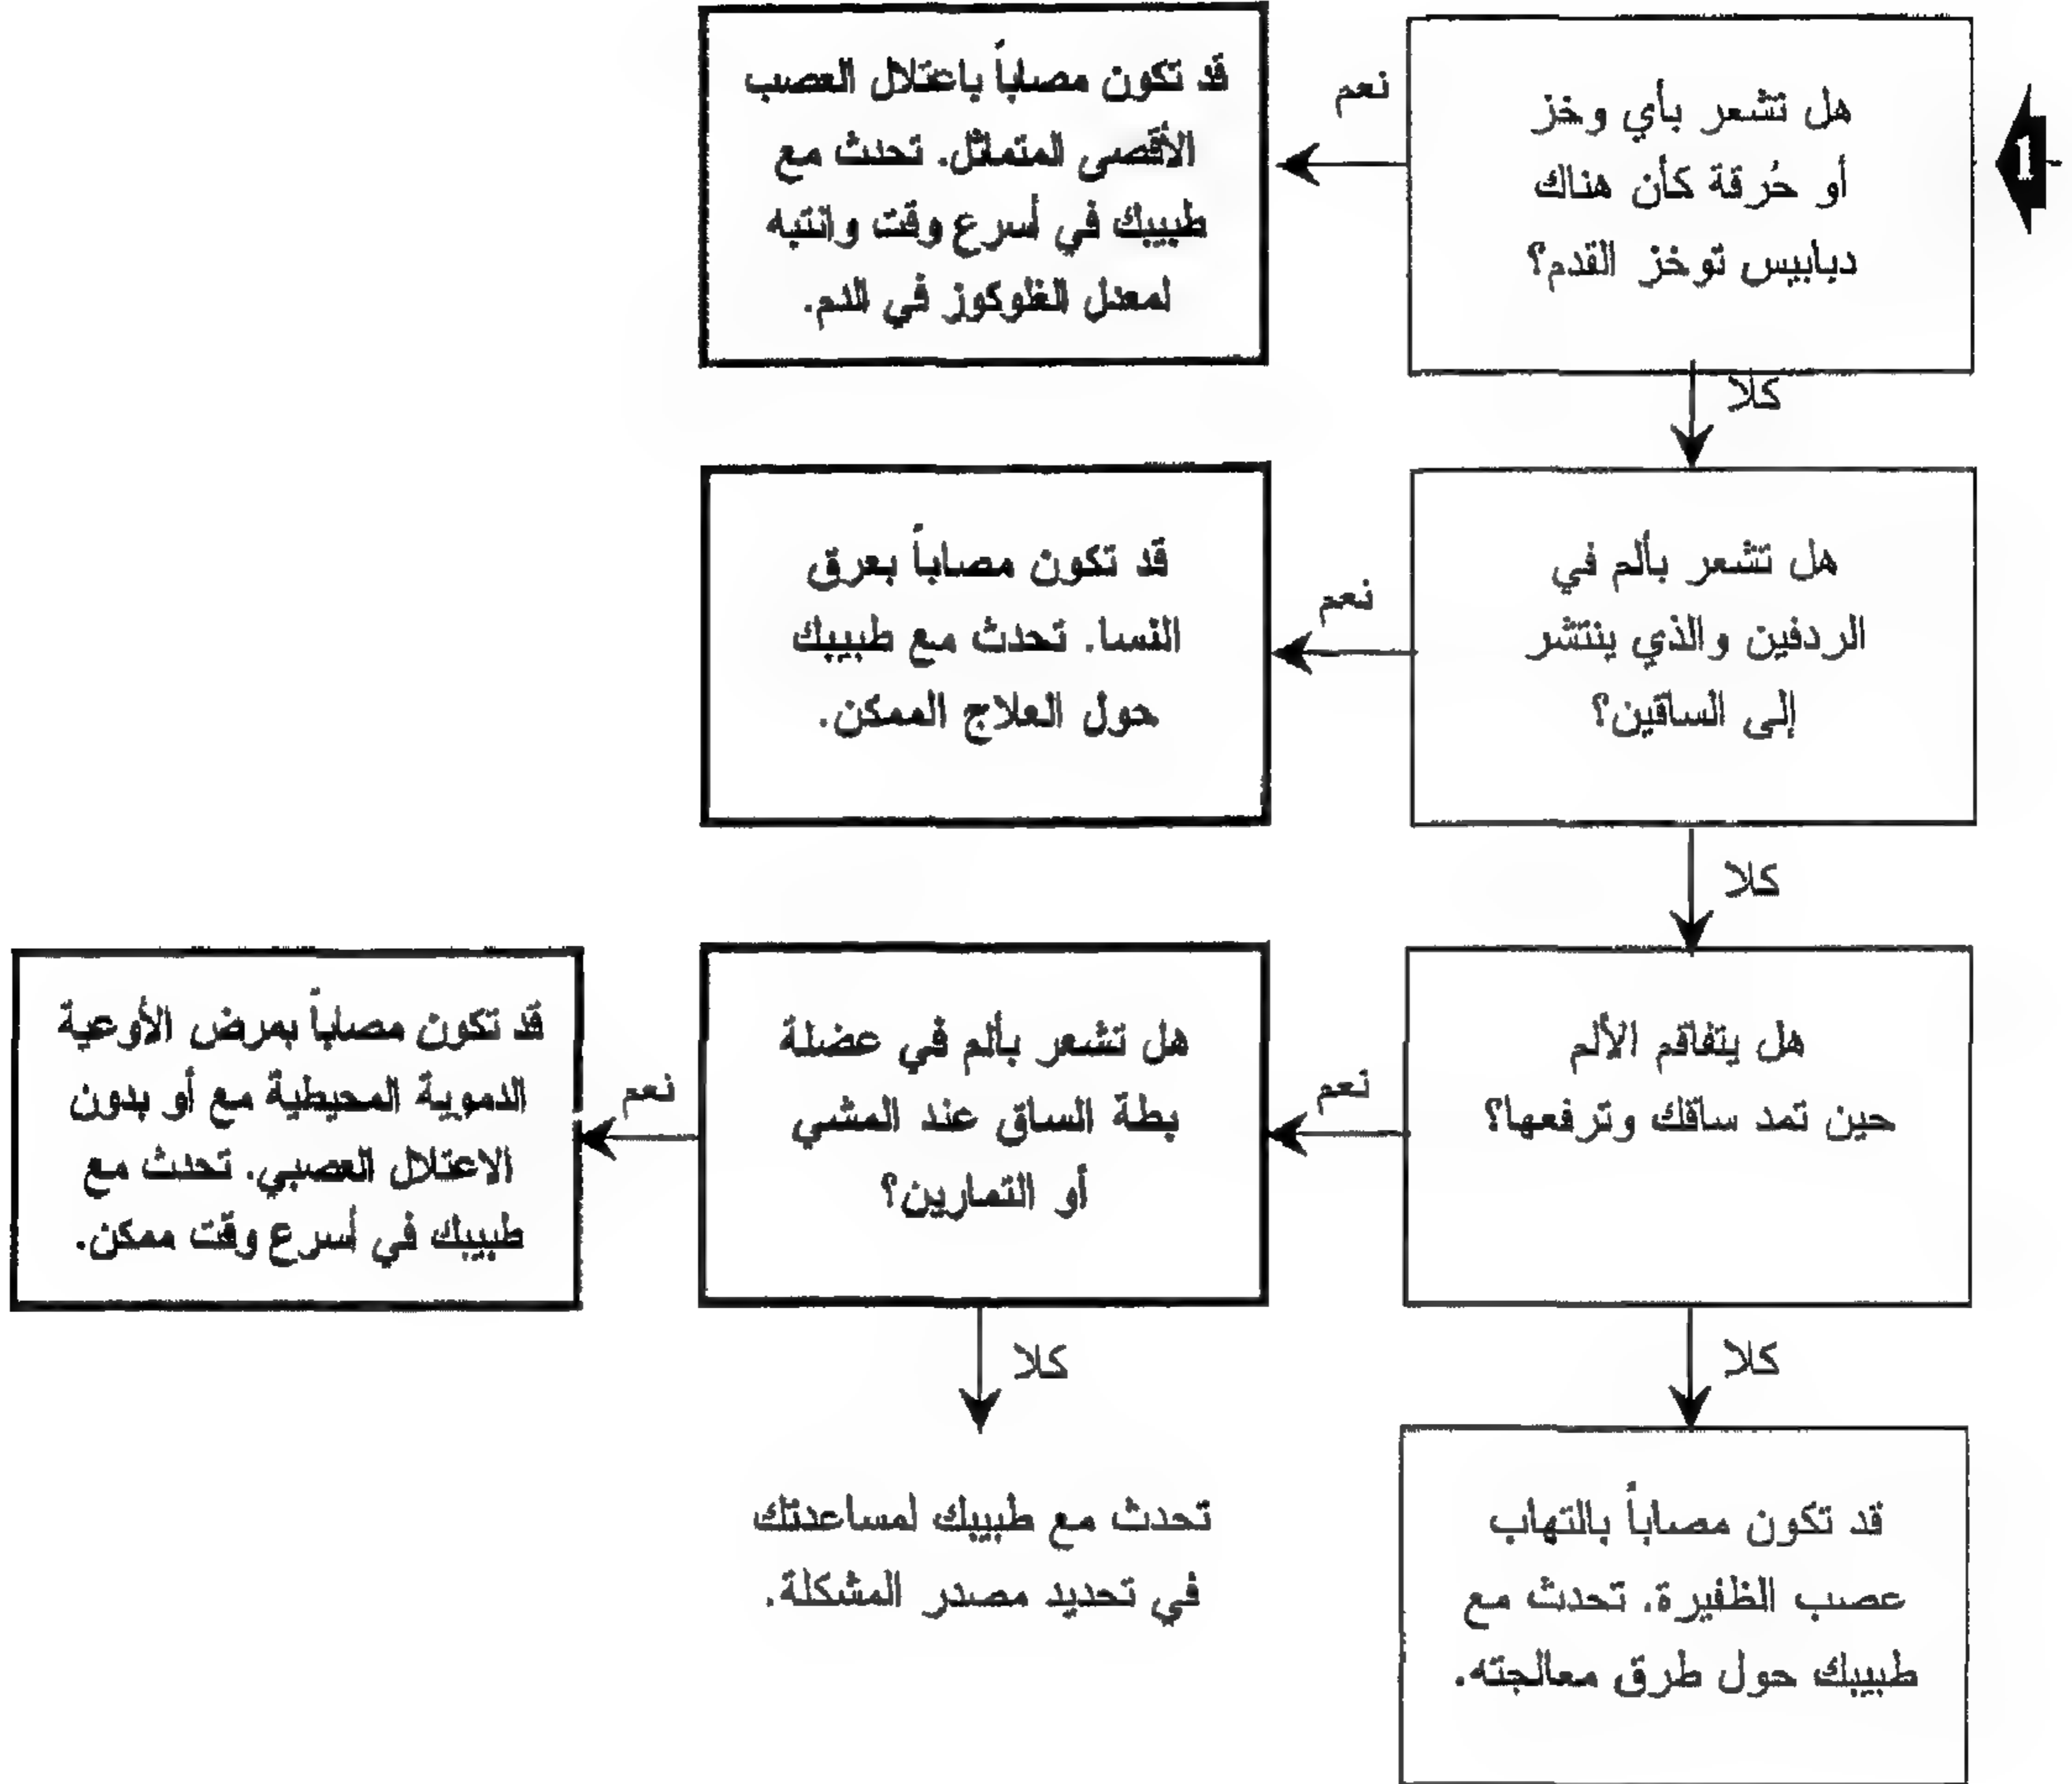 1
هل تشعر بأي وخز
أو حُرقة كأن هناك
دبابيس توخز القدم؟
نعم
قد تكون مصاباً باعتلال العصب
الأقصى المتماثل. تحدث مع
طبيبك في أسرع وقت وانتبه
لمعدل الغلوكوز في الدم.
كلا
هل تشعر بألم في
الردفين والذي ينتشر
إلى الساقين؟
نعم
قد تكون مصاباً بعرق
النسا. تحدث مع طبيبك
حول العلاج الممكن.
كلا
هل يتفاقم الألم
حين تمد ساقك وترفعها؟
نعم
هل تشعر بألم في عضلة
بطة الساق عند المشي
أو التمارين؟
نعم
قد تكون مصاباً بمرض الأوعية
الدموية المحيطية مع أو بدون
الاعتلال العصبي. تحدث مع
طبيبك في أسرع وقت ممكن.
كلا
قد تكون مصاباً بالتهاب
عصب الظفيرة. تحدث مع
طبيبك حول طرق معالجته.
كلا
تحدث مع طبيبك لمساعدتك
في تحديد مصدر المشكلة.